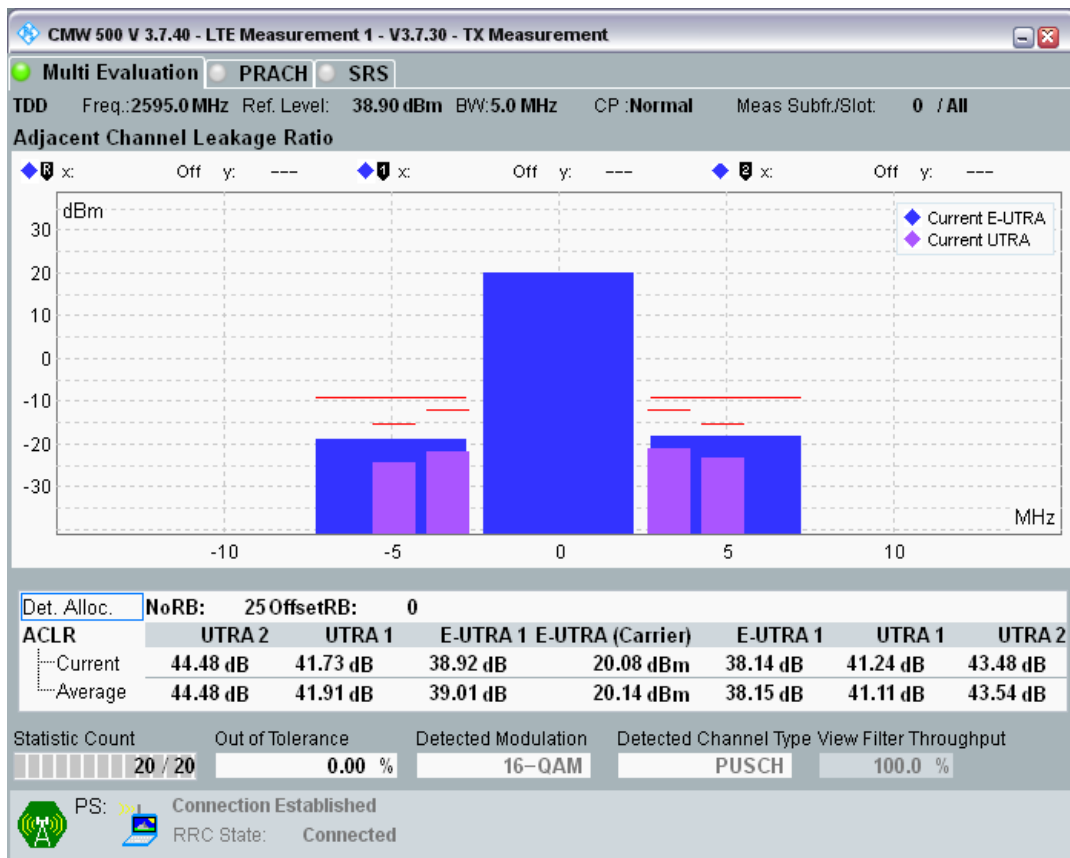 CMW 500 V 3.7.40 - LTE Measurement 1 - V3.7.30 - TX Measurement
Multi Evaluation PRACH SRS
TDD Freq.:2595.0 MHz Ref. Level: 38.90 dBm BW:5.0 MHz CP :Normal Meas Subfr./Slot: 0 / All
Adjacent Channel Leakage Ratio
R x: Off y: --- 1 x: Off y: --- 2 x: Off y: ---
dBm
Current E-UTRA
Current UTRA
30
20
10
0
-10
-20
-30
MHz
-10 -5 0 5 10
Det. Alloc. NoRB: 25 OffsetRB: 0
ACLR UTRA 2 UTRA 1 E-UTRA 1 E-UTRA (Carrier) E-UTRA 1 UTRA 1 UTRA 2
Current 44.48 dB 41.73 dB 38.92 dB 20.08 dBm 38.14 dB 41.24 dB 43.48 dB
Average 44.48 dB 41.91 dB 39.01 dB 20.14 dBm 38.15 dB 41.11 dB 43.54 dB
Statistic Count Out of Tolerance Detected Modulation Detected Channel Type View Filter Throughput
20 / 20 0.00 % 16-QAM PUSCH 100.0 %
PS: Connection Established
RRC State: Connected